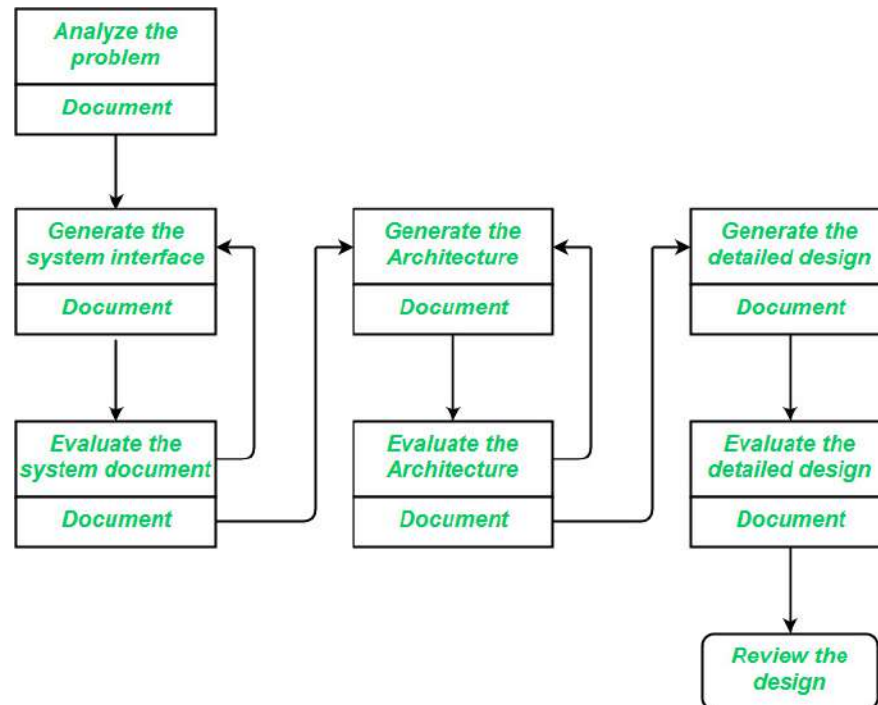 Analyze the
problem
Document
Generate the
system interface
Document
Evaluate the
system document
Document
Generate the
Architecture
Document
Evaluate the
Architecture
Document
Generate the
detailed design
Document
Evaluate the
detailed design
Document
Review the
design